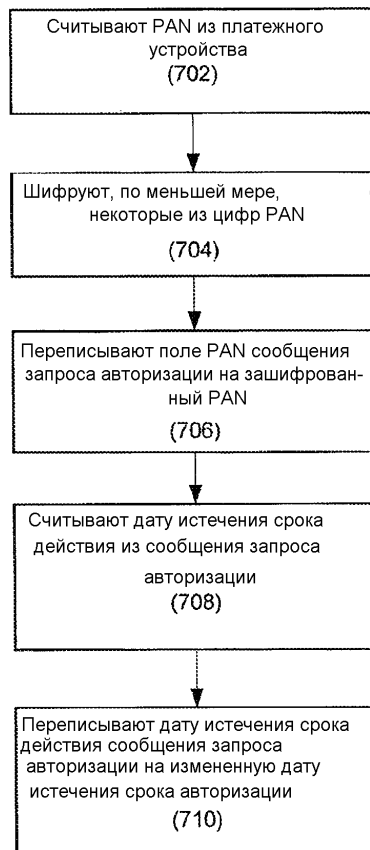 Считывают PAN из платежного
устройства
(702)
Шифруют, по меньшей мере,
некоторые из цифр PAN
(704)
Переписывают поле PAN сообщения
запроса авторизации на зашифрован-
ный PAN
(706)
Считывают дату истечения срока
действия из сообщения запроса
авторизации
(708)
Переписывают дату истечения срока
действия сообщения запроса
авторизации на измененную дату
истечения срока авторизации
(710)